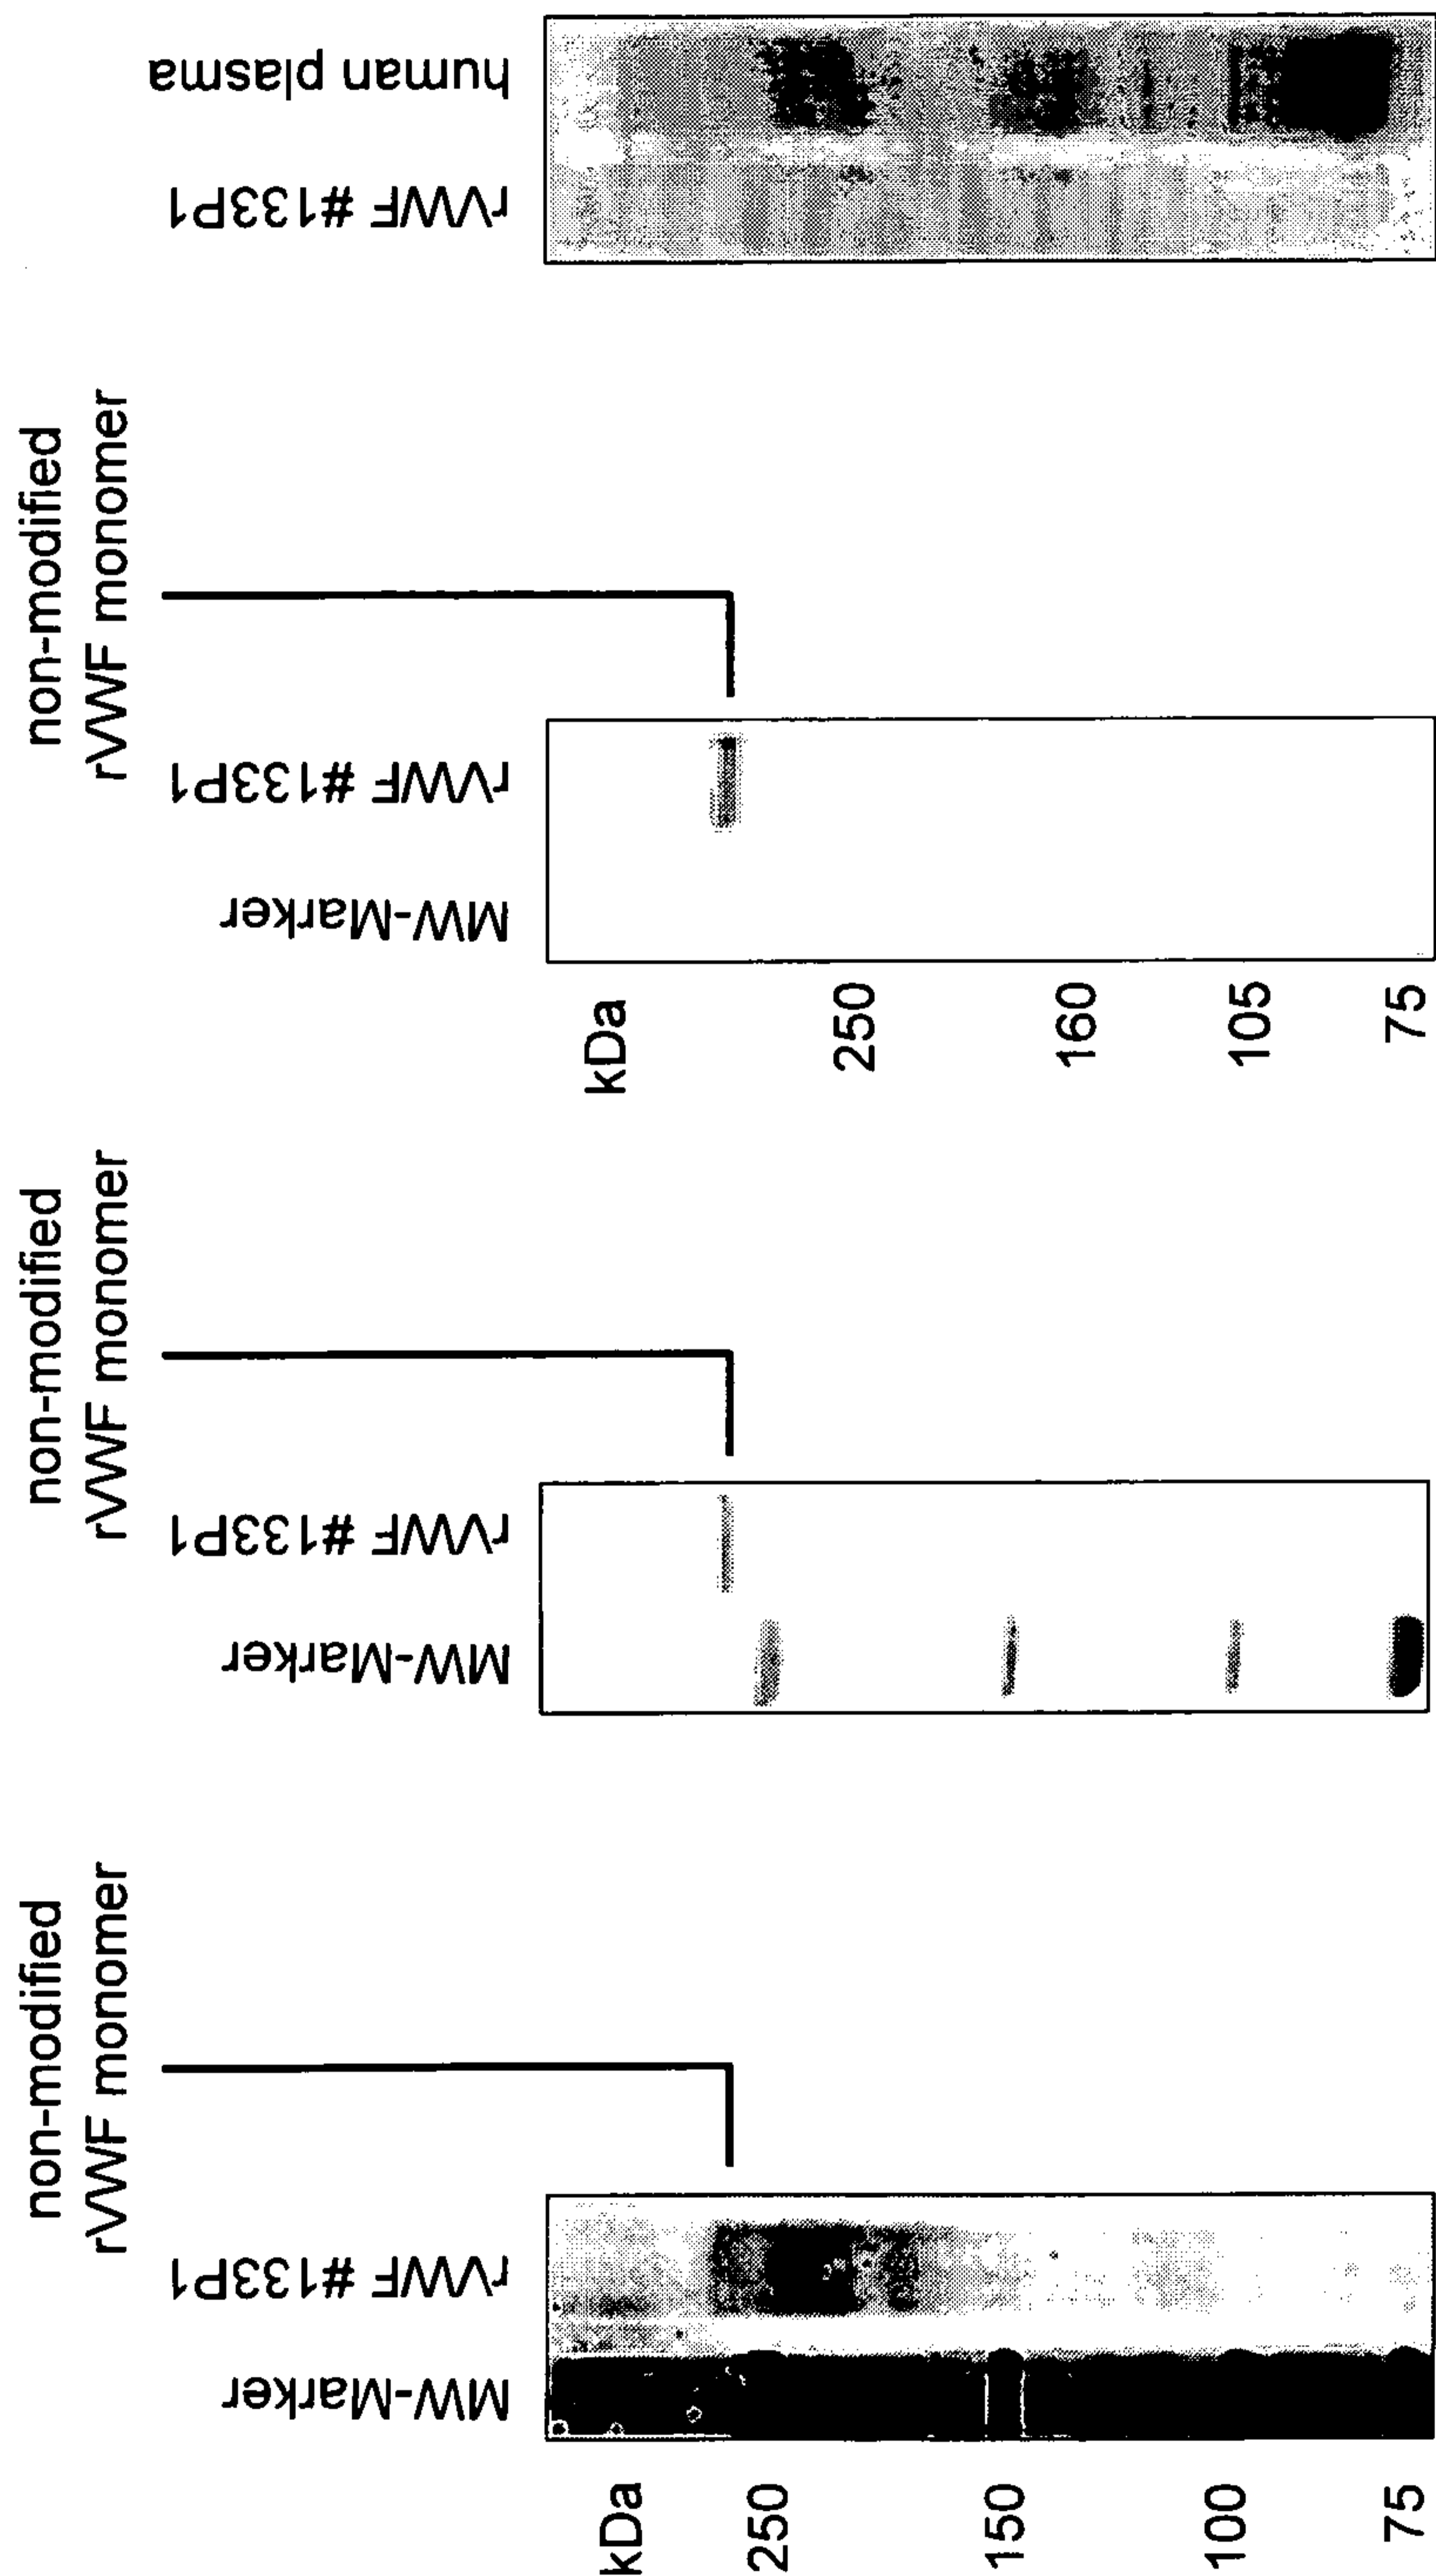 kDa
250
150
100
75
MW-Marker
rVWF #133P1
non-modified
rVWF monomer
MW-Marker
rVWF #133P1
non-modified
rVWF monomer
kDa
250
160
105
75
MW-Marker
rVWF #133P1
non-modified
rVWF monomer
rVWF #133P1
human plasma